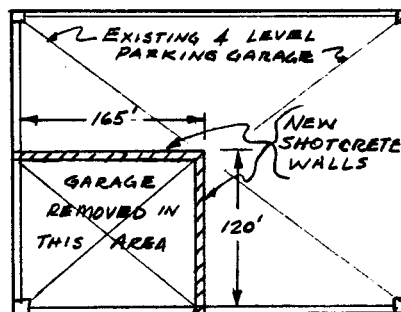 EXISTING 4 LEVEL
PARKING GARAGE
165'
NEW
SHOTCRETE
WALLS
GARAGE
REMOVED IN
THIS AREA
120'